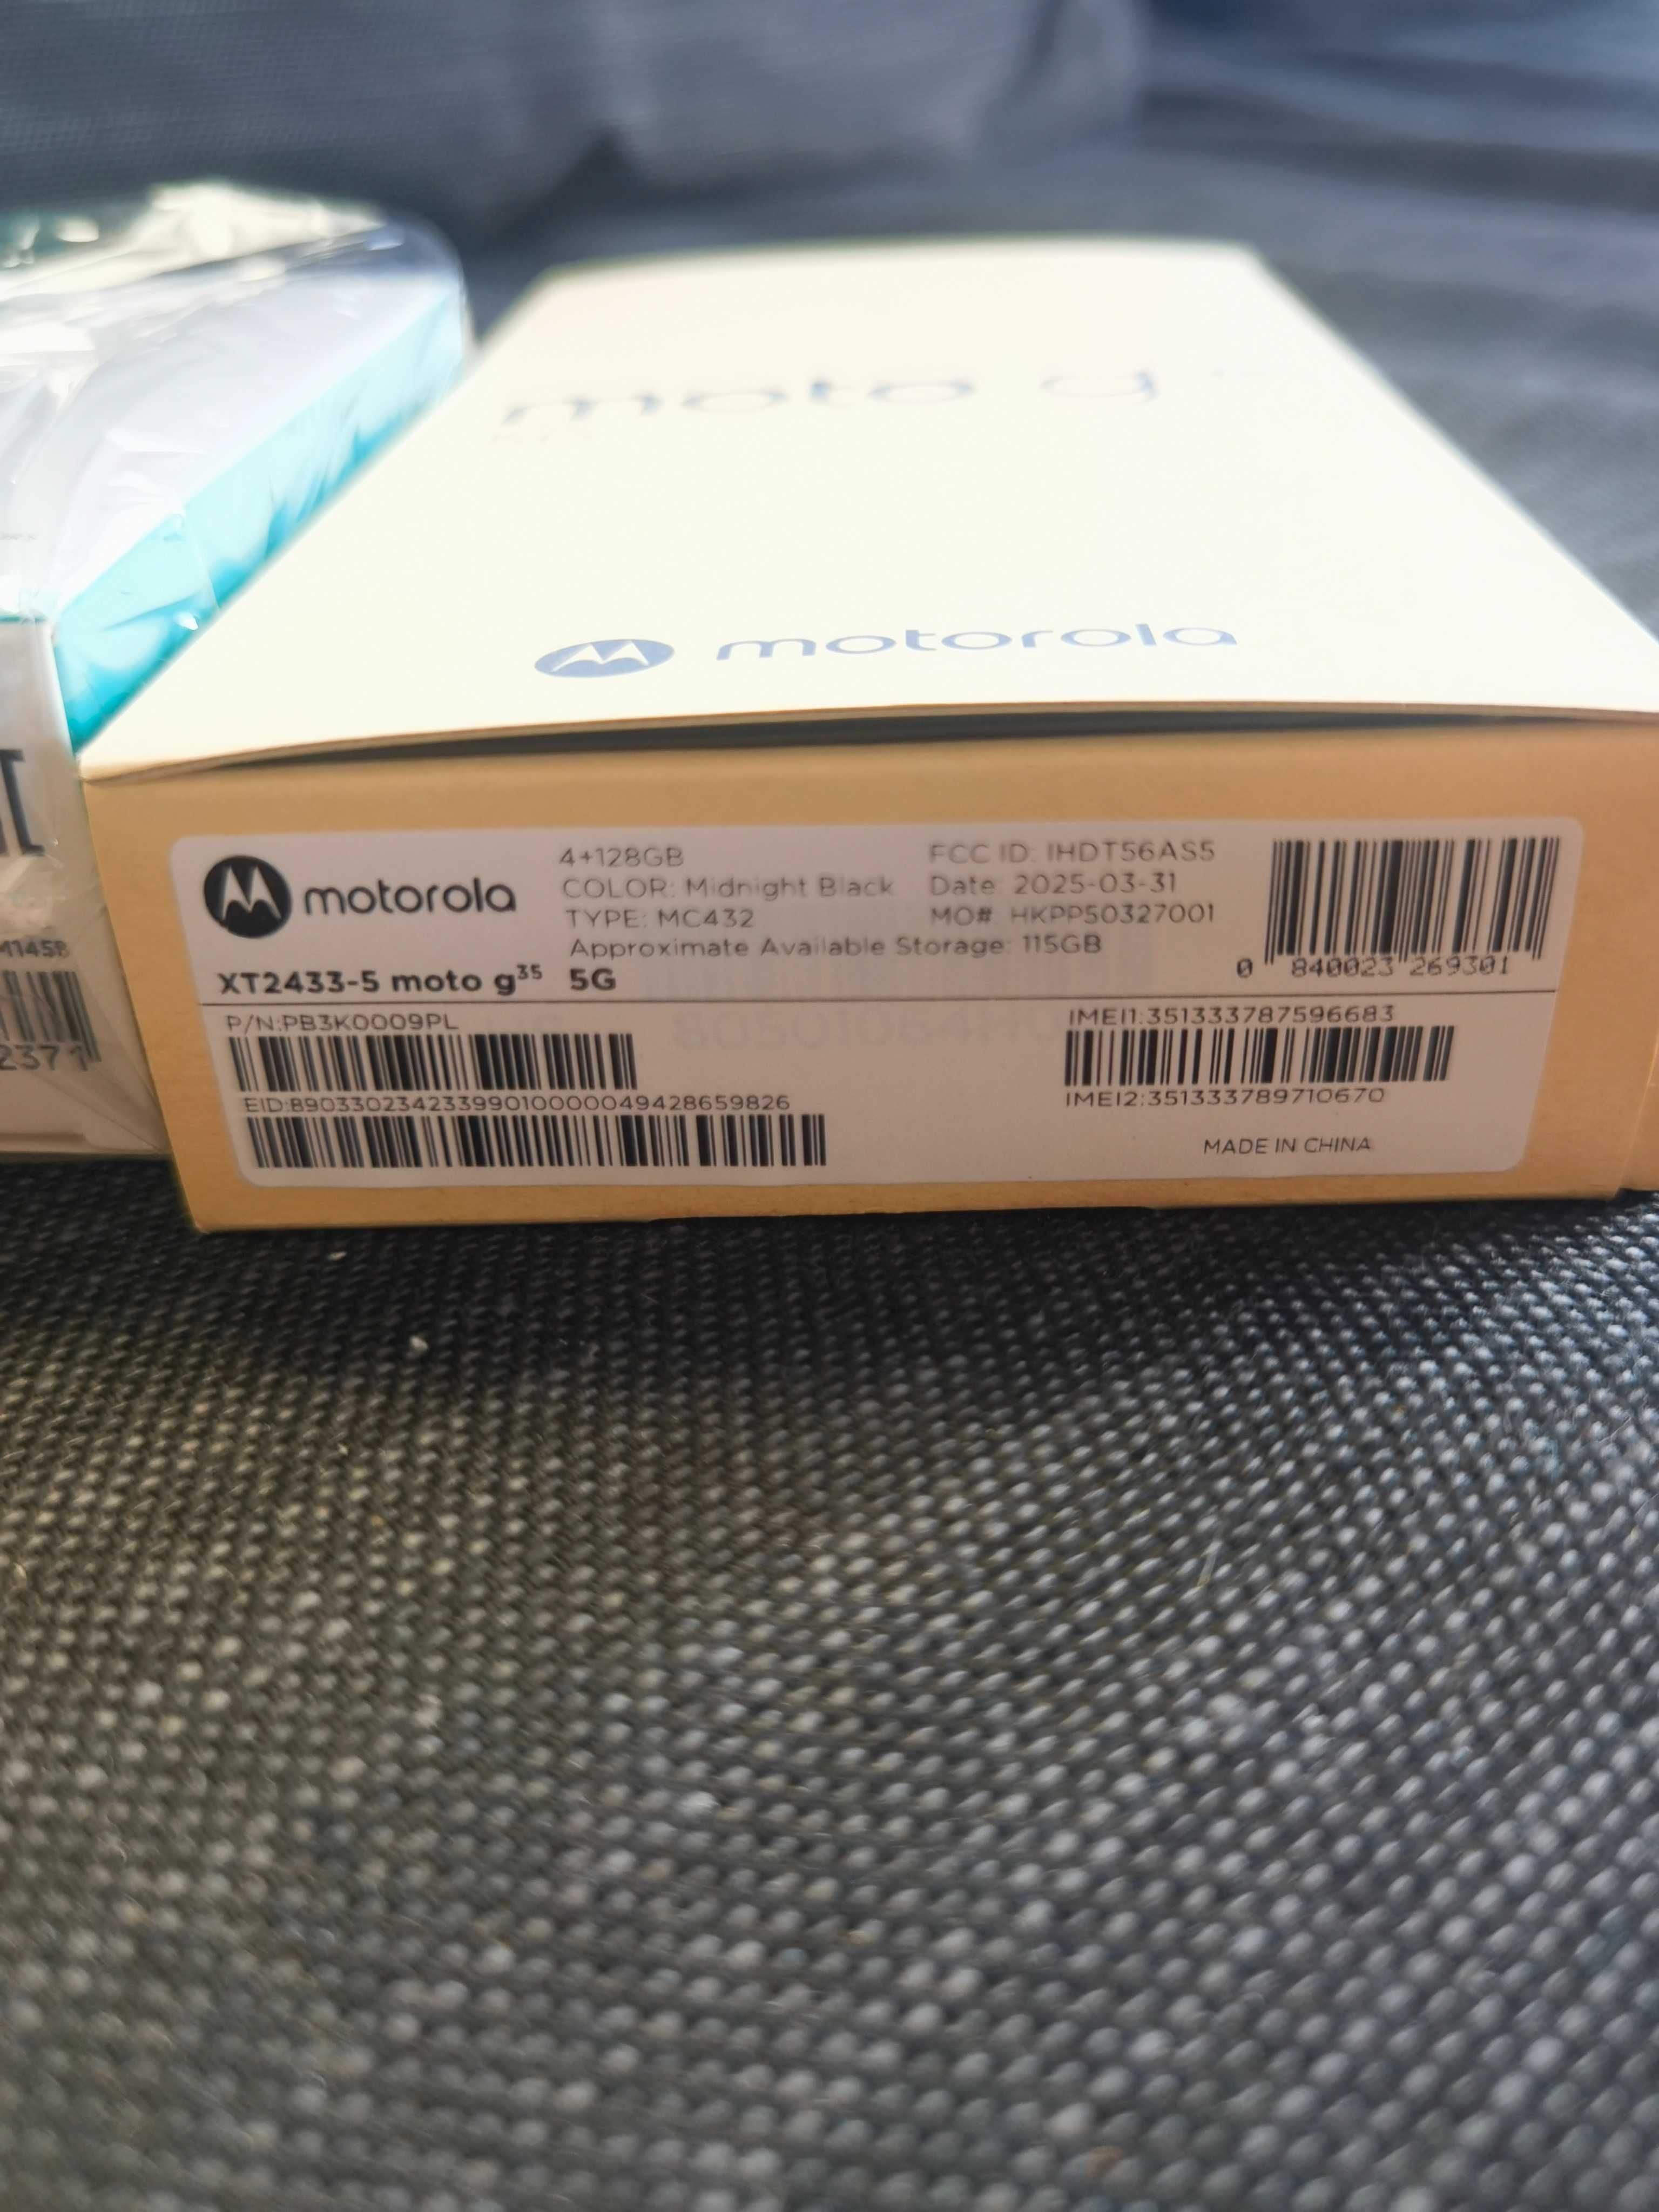 moto g
motorola
motorola
4+128GB
COLOR: Midnight Black
TYPE: MC432
Approximate Available Storage: 115GB
FCC ID: IHDT56AS5
Date: 2025-03-31
MO# HKPP50327001
0 840023 269301
XT2433-5 moto g35 5G
P/N:PB3K0009PL
EID:89033023423399010000049428659826
IMEI1:351333787596683
IMEI2:351333789710670
MADE IN CHINA
M145B
2371